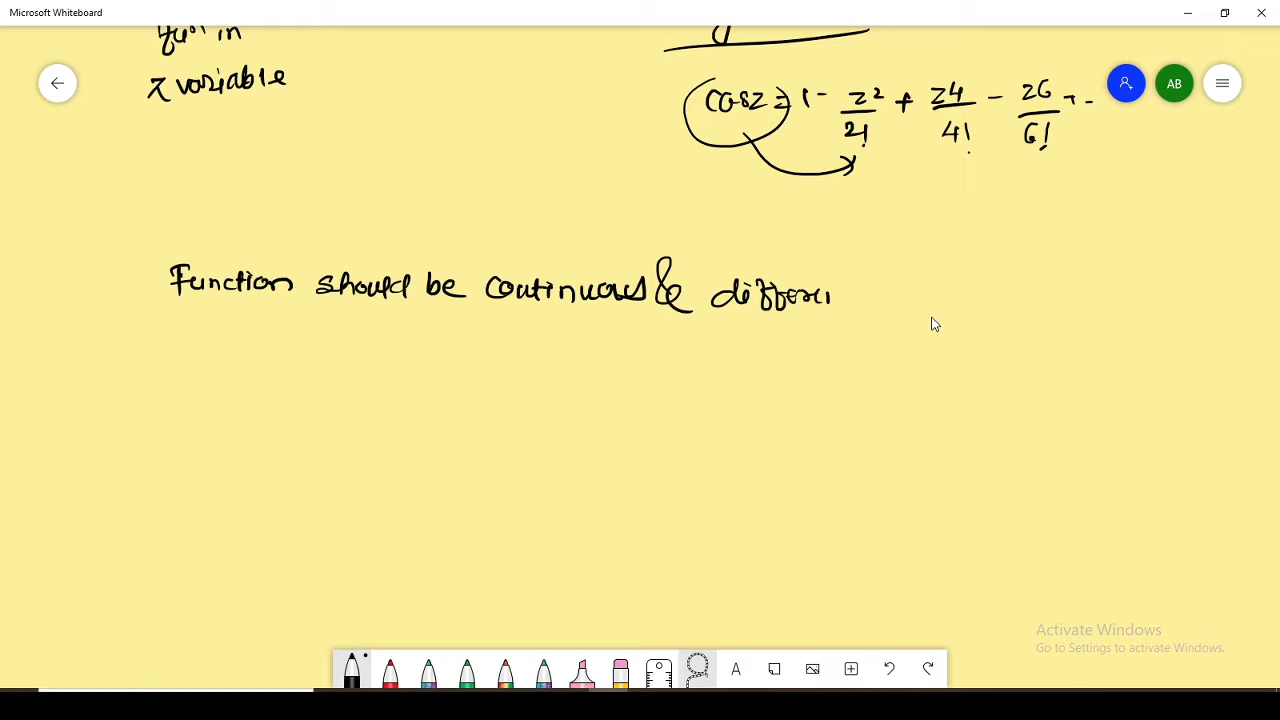 Microsoft Whiteboard
in
z variable
cosz = 1 - z²/2! + z4/4! - z6/6! + -
AB
Function should be continuous & differ
Activate Windows
Go to Settings to activate Windows.
A